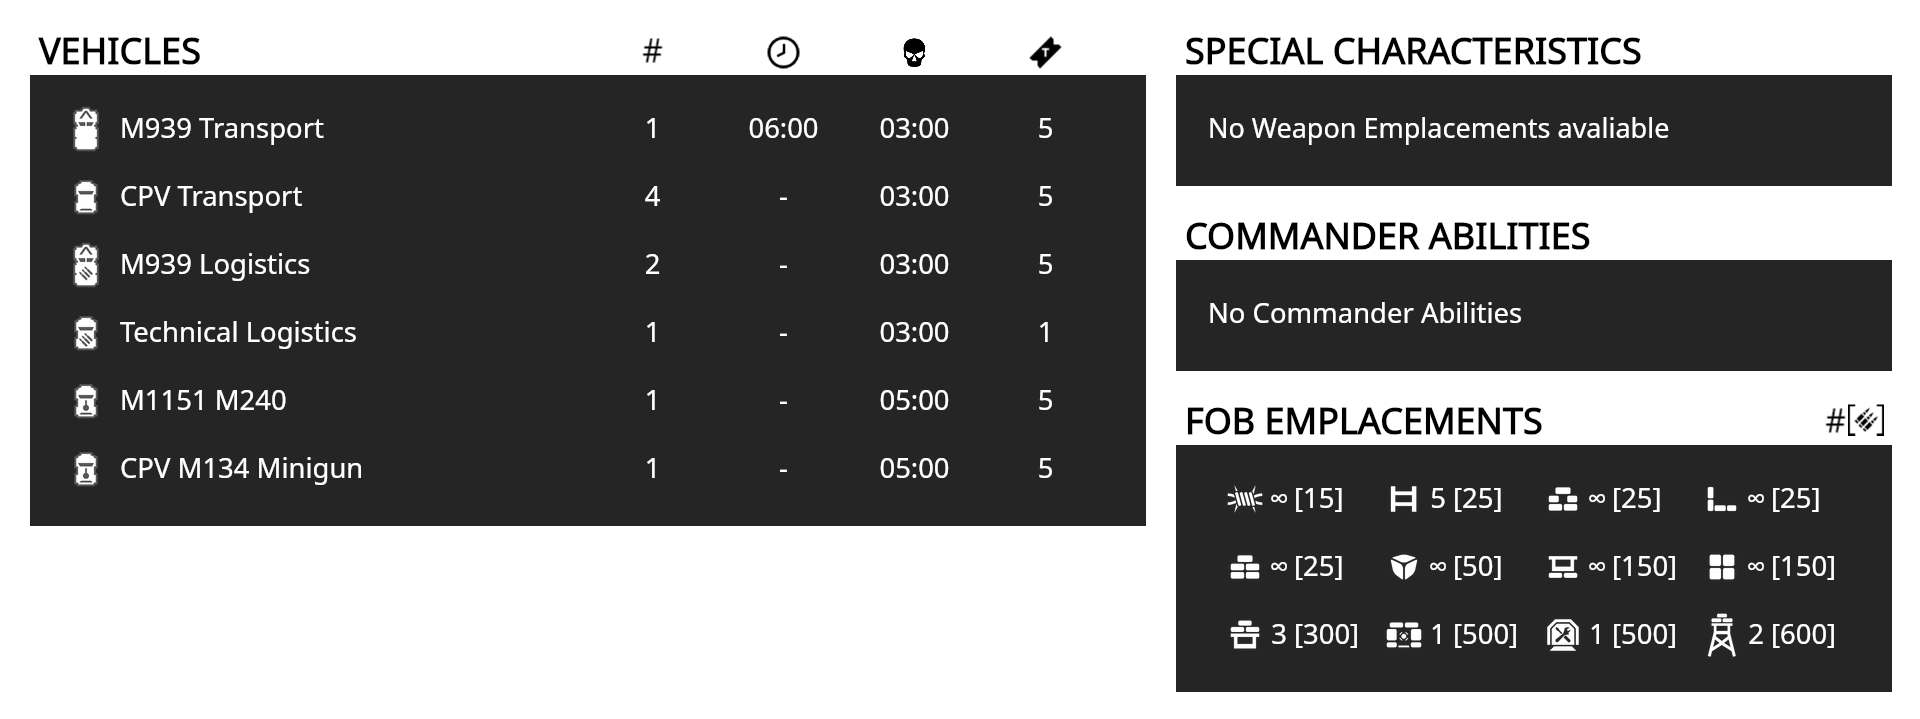 VEHICLES #
M939 Transport 1 06:00 03:00 5
CPV Transport 4 - 03:00 5
M939 Logistics 2 - 03:00 5
Technical Logistics 1 - 03:00 1
M1151 M240 1 - 05:00 5
CPV M134 Minigun 1 - 05:00 5
SPECIAL CHARACTERISTICS
No Weapon Emplacements avaliable
COMMANDER ABILITIES
No Commander Abilities
FOB EMPLACEMENTS #[]
∞ [15] 5 [25] ∞ [25] ∞ [25]
∞ [25] ∞ [50] ∞ [150] ∞ [150]
3 [300] 1 [500] 1 [500] 2 [600]